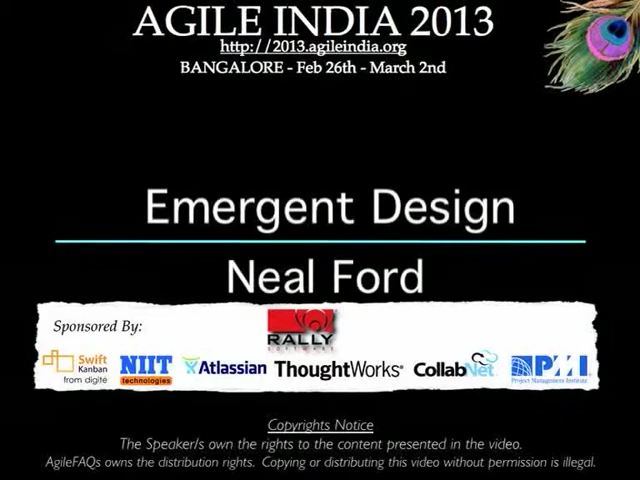 AGILE INDIA 2013
http://2013.agileindia.org
BANGALORE - Feb 26th - March 2nd
Emergent Design
Neal Ford
Sponsored By:
RALLY
SOFTWARE
Swift
Kanban
from digité
NIIT
technologies
Atlassian
ThoughtWorks®
CollabNet
PMI
Project Management Institute
Copyrights Notice
The Speaker/s own the rights to the content presented in the video.
AgileFAQs owns the distribution rights. Copying or distributing this video without permission is illegal.